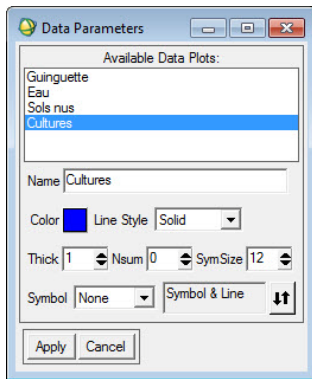 Data Parameters
Available Data Plots:
Guinguette
Eau
Sols nus
Cultures
Name Cultures
Color Line Style Solid
Thick 1 Nsum 0 SymSize 12
Symbol None Symbol & Line
Apply Cancel